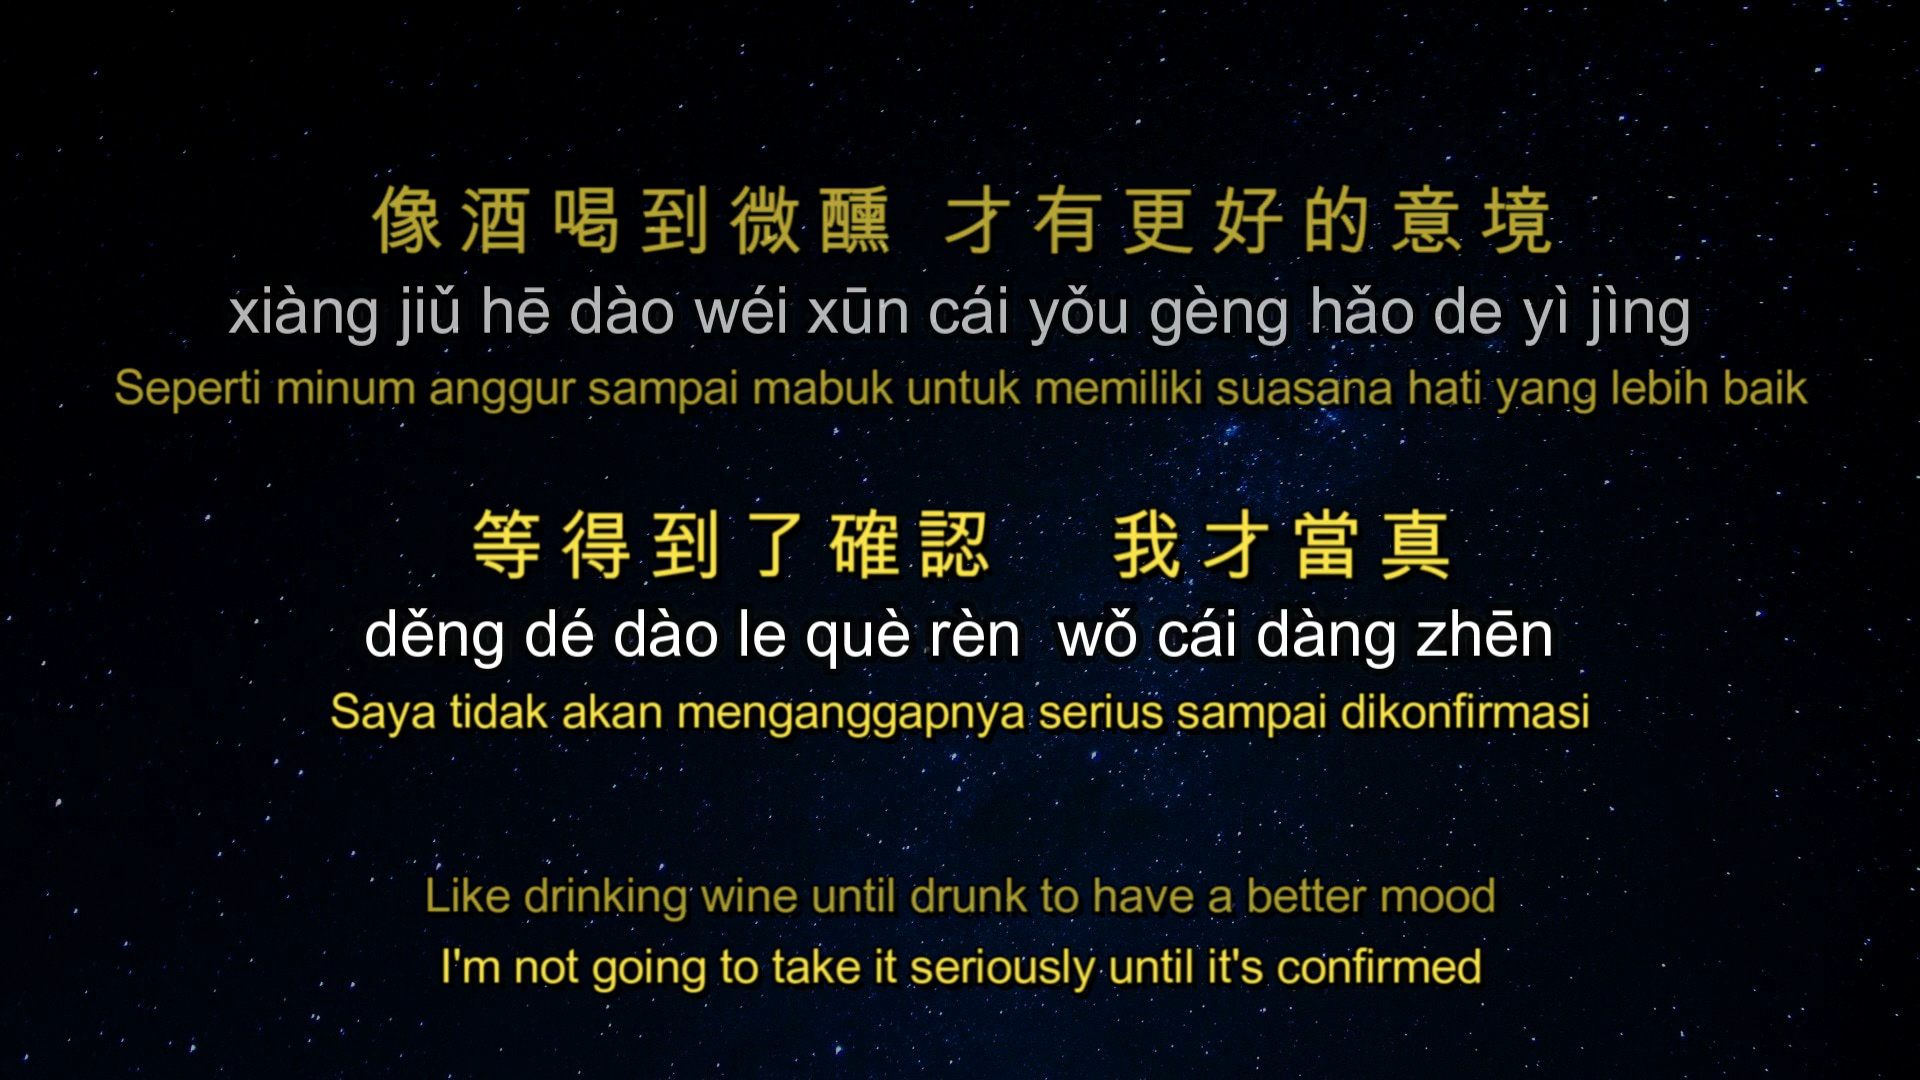 像酒喝到微醺 才有更好的意境
xiàng jiǔ hē dào wéi xūn cái yǒu gèng hǎo de yì jìng
Seperti minum anggur sampai mabuk untuk memiliki suasana hati yang lebih baik
等得到了確認 我才當真
děng dé dào le què rèn wǒ cái dàng zhēn
Saya tidak akan menganggapnya serius sampai dikonfirmasi
Like drinking wine until drunk to have a better mood
I'm not going to take it seriously until it's confirmed